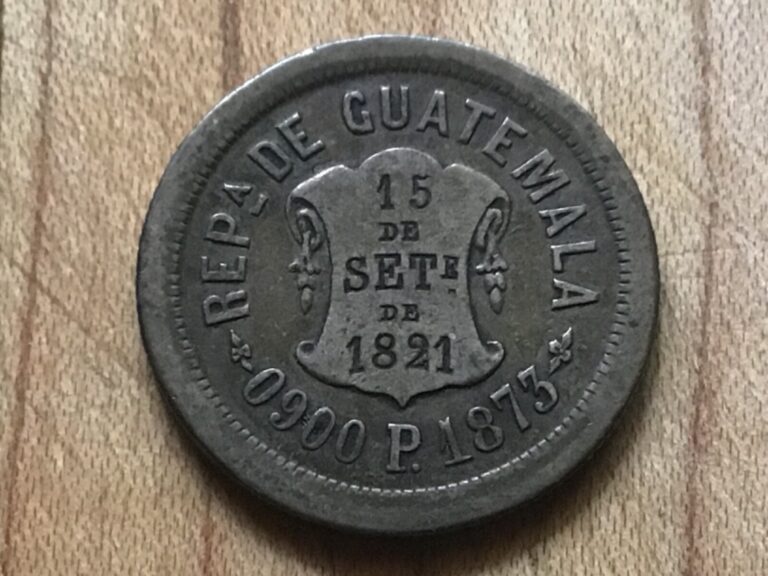 REPᴬ DE GUATEMALA
15
DE
SETᴱ
DE
1821
0900 P. 1873